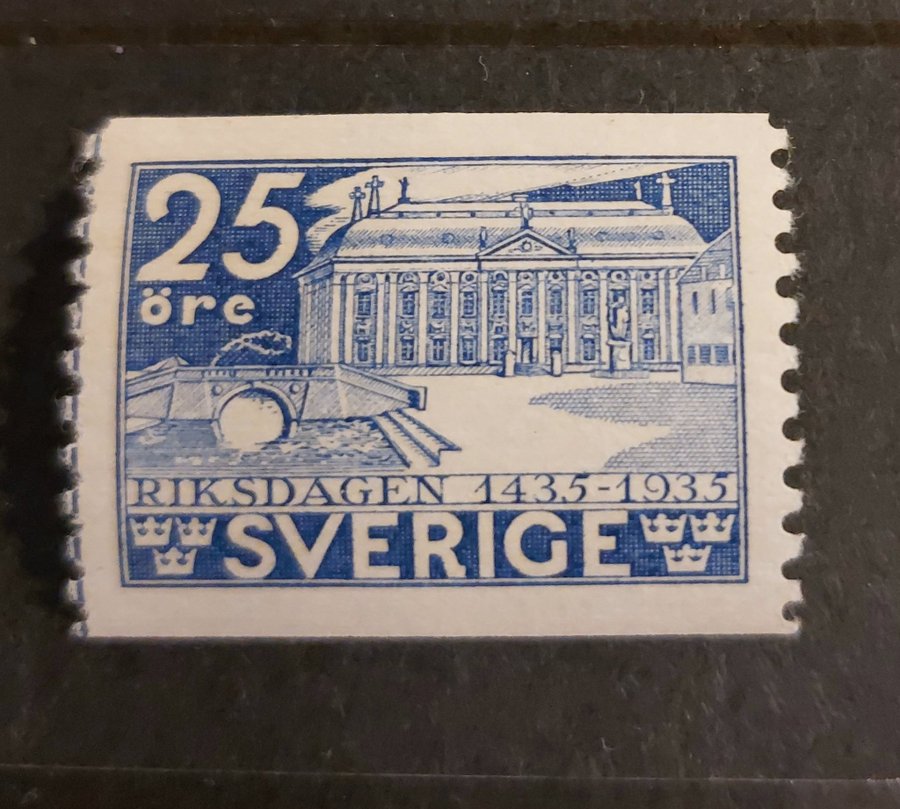 25
öre
RIKSDAGEN 1435-1935
SVERIGE